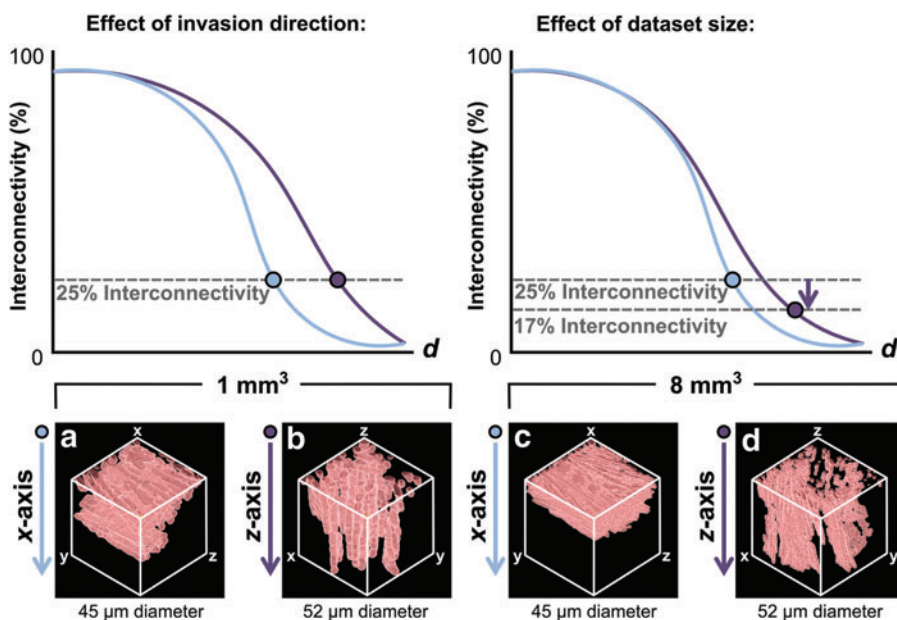 Effect of invasion direction:
Effect of dataset size:
100
Interconnectivity (%)
25% Interconnectivity
0
d
100
Interconnectivity (%)
25% Interconnectivity
17% Interconnectivity
0
d
1 mm³
8 mm³
x-axis
a
x
y
z
45 µm diameter
z-axis
b
z
x
y
52 µm diameter
x-axis
c
x
y
z
45 µm diameter
z-axis
d
z
x
y
52 µm diameter